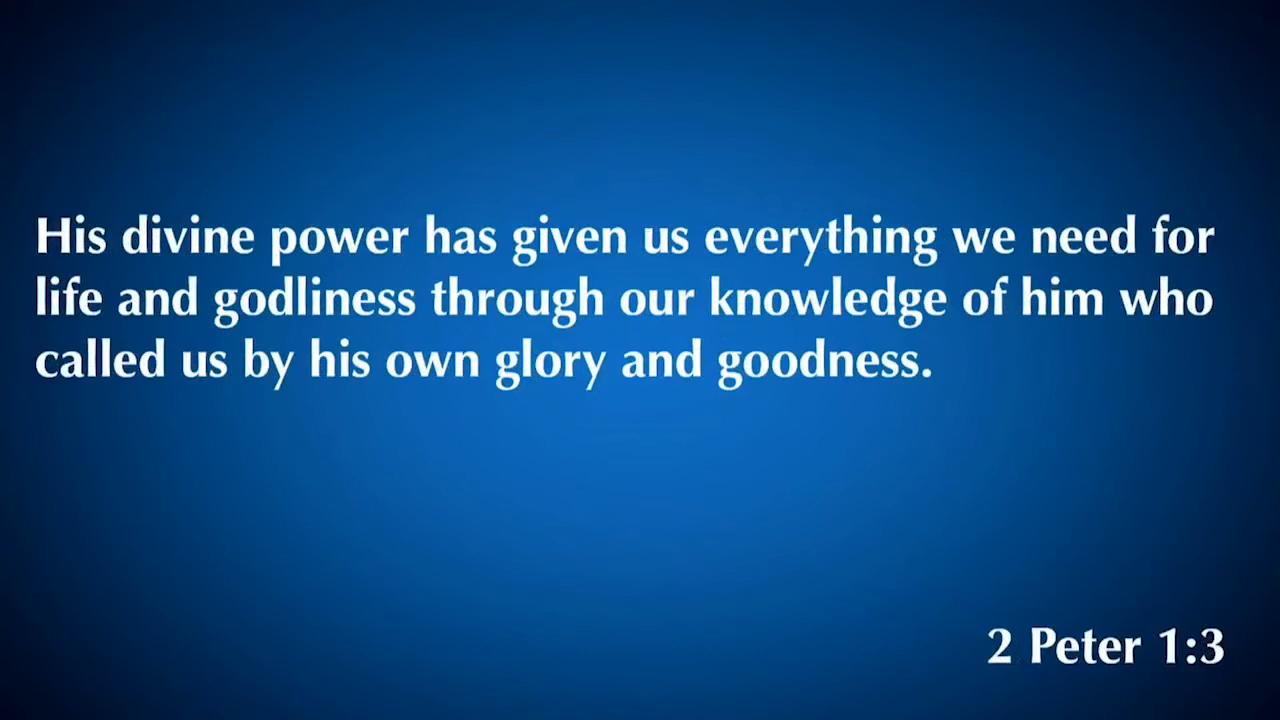 His divine power has given us everything we need for
life and godliness through our knowledge of him who
called us by his own glory and goodness.
2 Peter 1:3